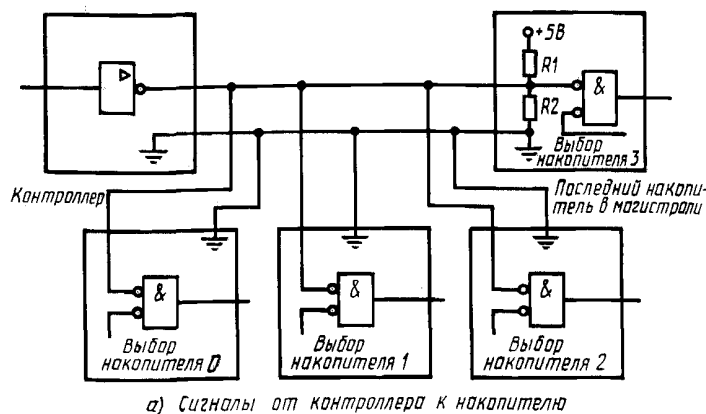 +5В
R1
&
R2
Выбор
накопителя 3
Контроллер
Последний накопи-
тель в магистрали
&
&
&
Выбор
накопителя 0
Выбор
накопителя 1
Выбор
накопителя 2
а) Сигналы от контроллера к накопителю